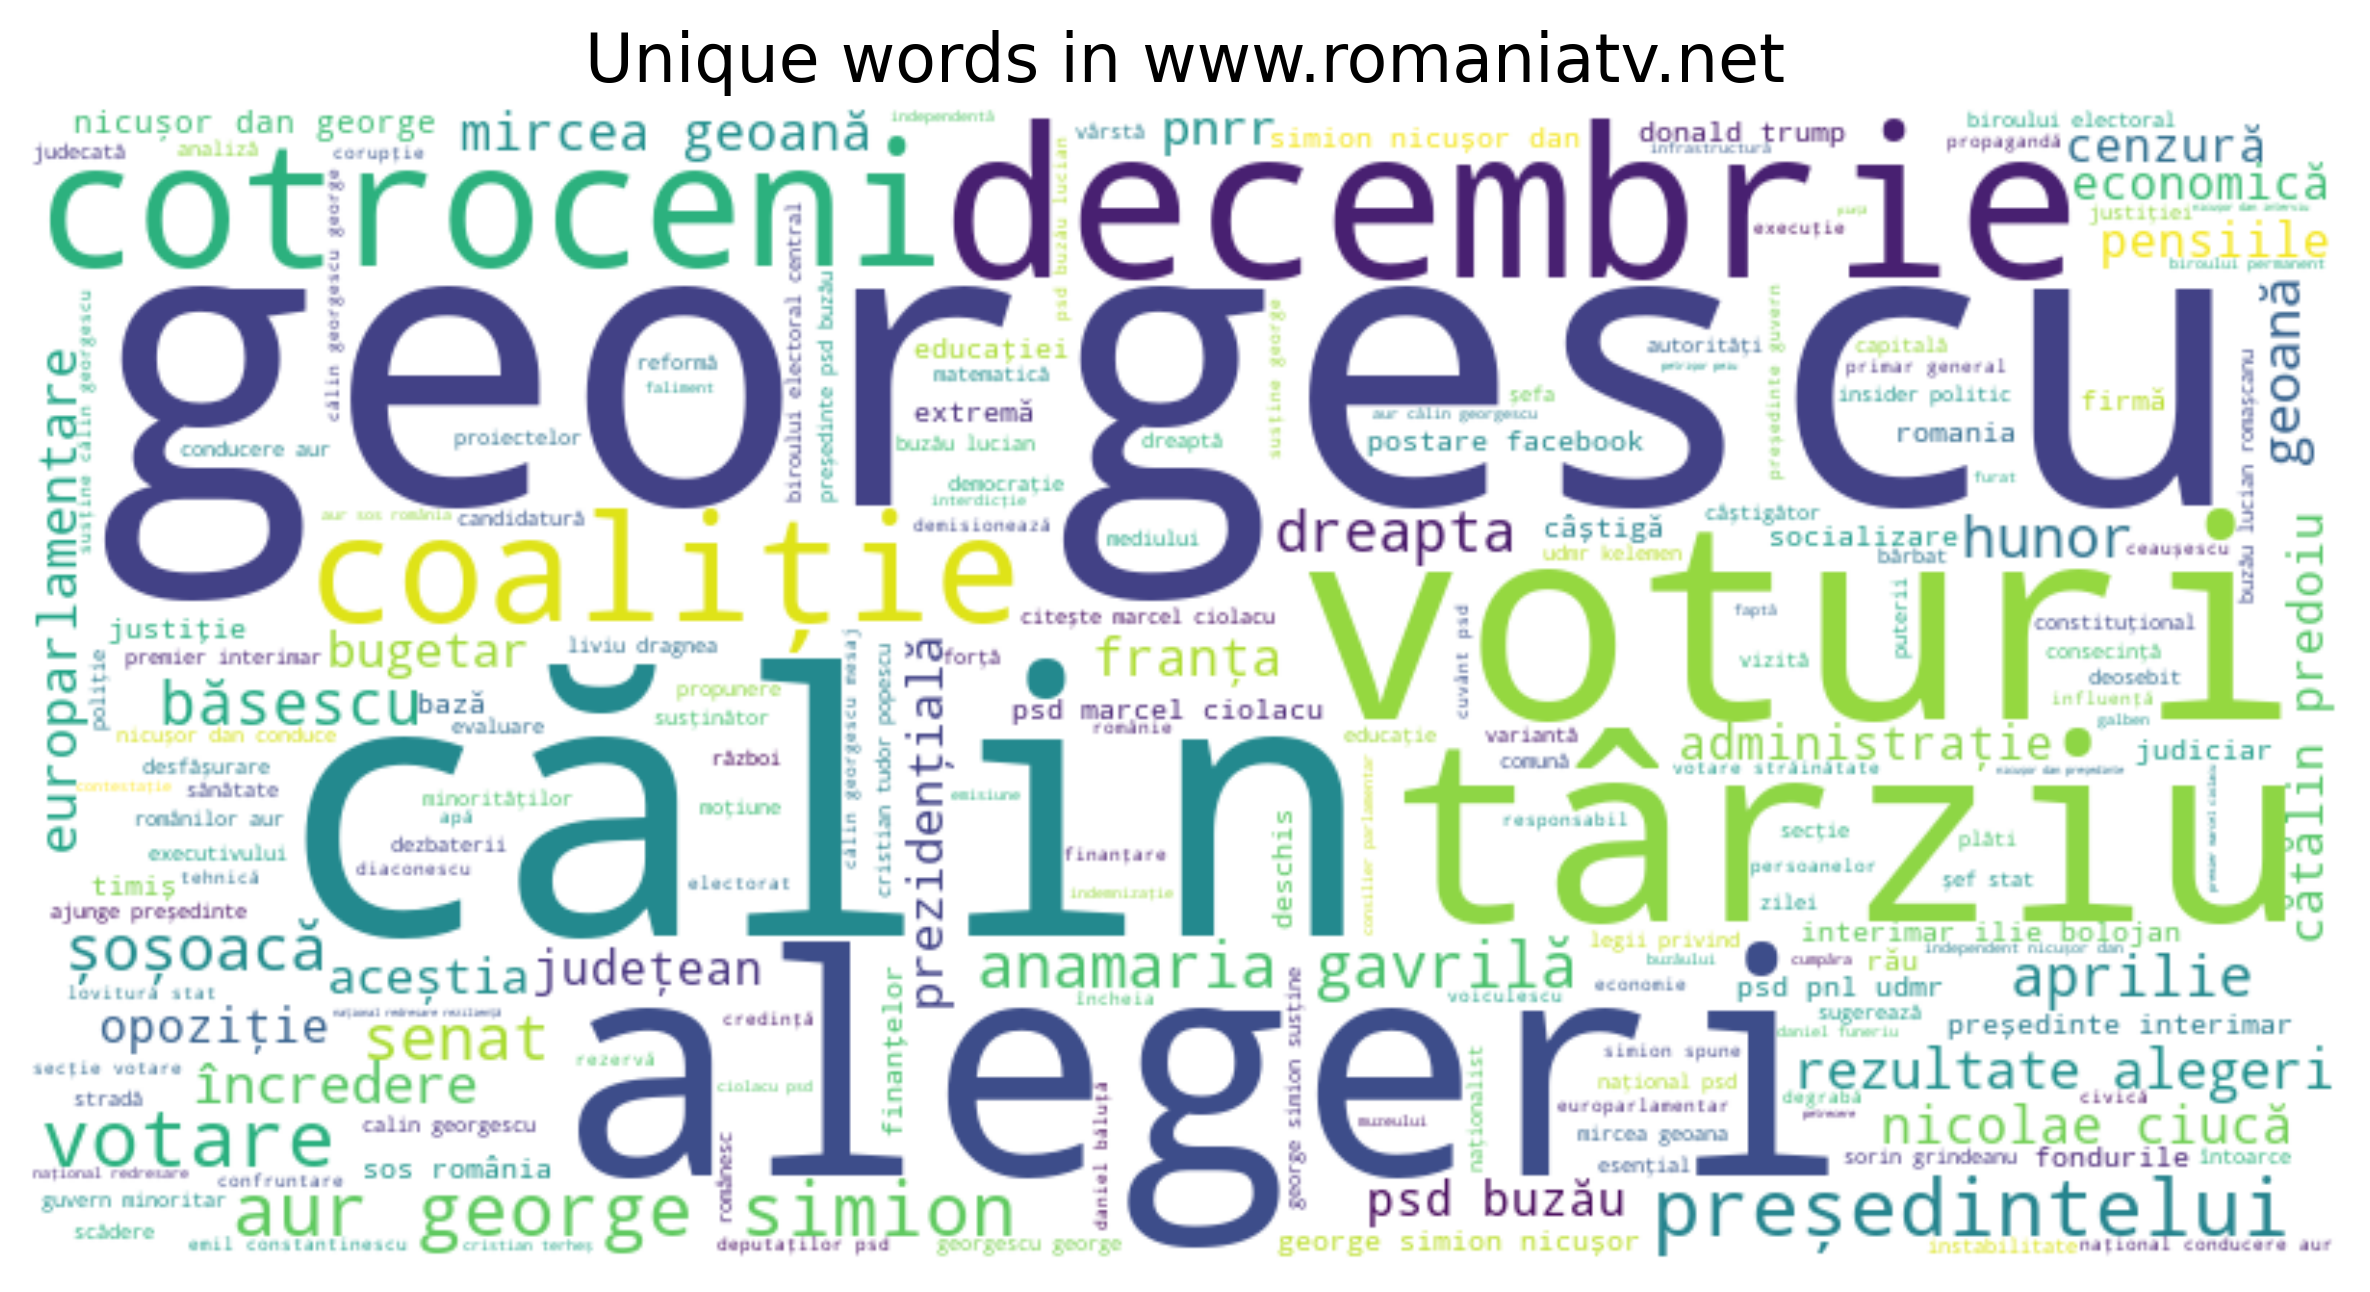 Unique words in www.romaniatv.net
nicușor dan george
mircea geoană
independentă
vârstă
pnrr
simion nicușor dan
donald trump
infrastructură
biroului electoral
propagandă
cenzură
judecată
analiză
corupție
cotroceni
decembrie
economică
justiției
pensiile
biroului permanent
execuție
piață
psd buzău lucian
călin georgescu george
biroului electoral central
președinte psd buzău
georgescu
susține călin georgescu
europarlamentare
reformă
faliment
educației
matematică
extremă
buzău lucian
conducere aur
proiectelor
dreaptă
susține george
șefa
aur călin georgescu
postare facebook
autorități
președinte guvern
capitală
primar general
insider politic
romania
firmă
furat
geoană
buzău lucian romașcanu
democrație
interdicție
demisionează
aur sos românia
candidatură
coaliție
mediului
dreapta
câștigă
câștigător
udmr kelemen
socializare
bărbat
hunor
ceaușescu
cătălin predoiu
voturi
citește marcel ciolacu
justiție
premier interimar
bugetar
liviu dragnea
forță
franța
cuvânt psd
faptă
vizită
puterii
constituțional
consecință
deosebit
influență
galben
poliție
băsescu
bază
evaluare
propunere
susținător
călin georgescu mesaj
cristian tudor popescu
prezidențială
psd marcel ciolacu
românie
educație
variantă
comună
administrație
judiciar
votare străinătate
nicușor dan președinte
nicușor dan conduce
desfășurare
contestație
sănătate
război
călin
târziu
minorităților
apă
moțiune
emisiune
românilor aur
dezbaterii
diaconescu
executivului
tehnică
timiș
ajunge președinte
electorat
finanțare
indemnizație
deschis
consilier parlamentar
responsabil
secție
plăti
persoanelor
șef stat
zilei
șoșoacă
aceștia
județean
anamaria gavrilă
legii privind
interimar ilie bolojan
independent nicușor dan
buzăului
cumpăra
rău
lovitură stat
încheia
voiculescu
economie
psd pnl udmr
aprilie
opoziție
național redresare reziliență
senat
credință
finanțelor
alegeri
sugerează
daniel funeriu
președinte interimar
rezervă
george simion susține
naționalist
simion spune
secție votare
încredere
ciolacu psd
național psd
rezultate alegeri
stradă
degrabă
civică
petrecere
europarlamentar
muzeului
votare
calin georgescu
daniel băluță
mircea geoana
nicolae ciucă
național redresare
confruntare
sos românia
românesc
esențial
sorin grindeanu
fondurile
întoarce
guvern minoritar
aur george simion
psd buzău
președintelui
scădere
emil constantinescu
cristian terheș
deputaților psd
georgescu george
george simion nicușor
instabilitate
național conducere aur